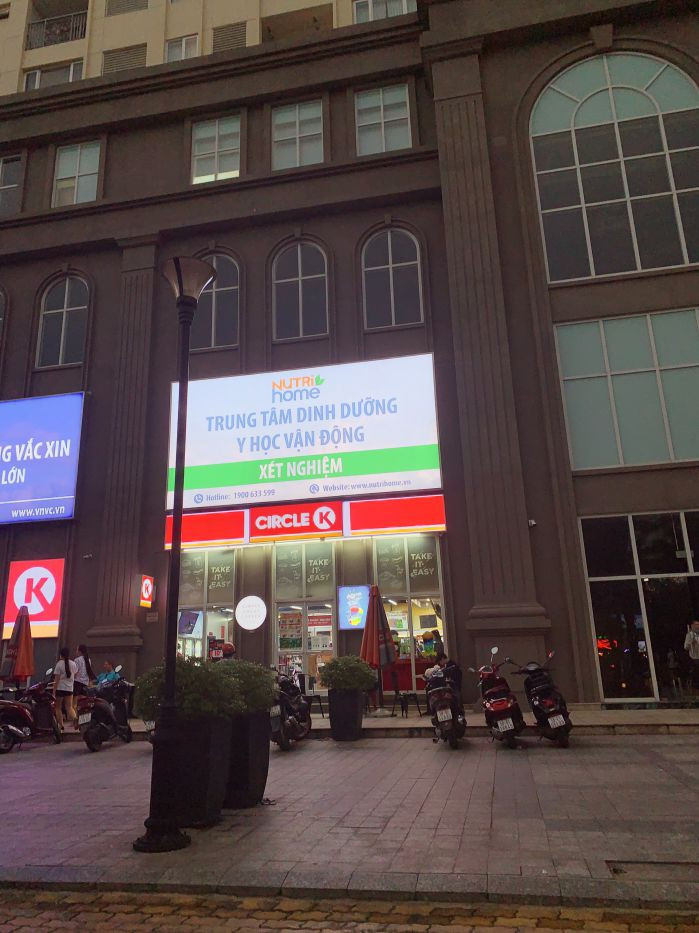 NUTRi
home
TRUNG TÂM DINH DƯỠNG
Y HỌC VẬN ĐỘNG
XÉT NGHIỆM
Hotline: 1900 633 599
Website: www.nutrihome.vn
NG VẮC XIN
LỚN
www.vnvc.vn
CIRCLE K
K
K
TAKE
IT
EASY
TAKE
IT
EASY